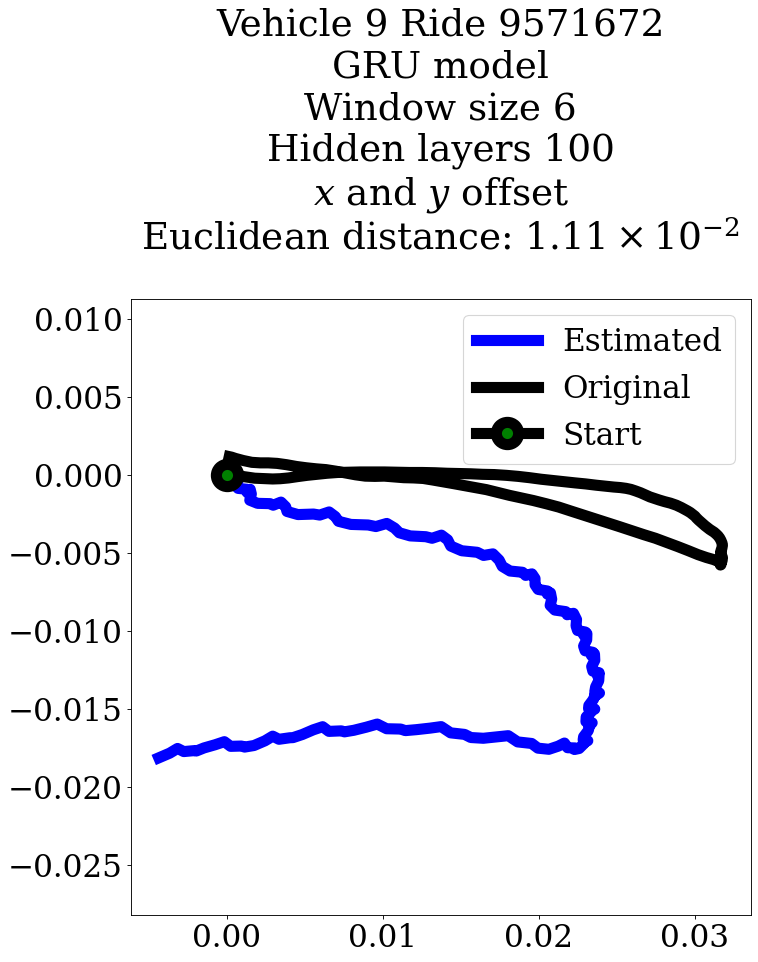 Vehicle 9 Ride 9571672
GRU model
Window size 6
Hidden layers 100
x and y offset
Euclidean distance: 1.11 × 10⁻²
Estimated
Original
Start
0.010
0.005
0.000
−0.005
−0.010
−0.015
−0.020
−0.025
0.00 0.01 0.02 0.03